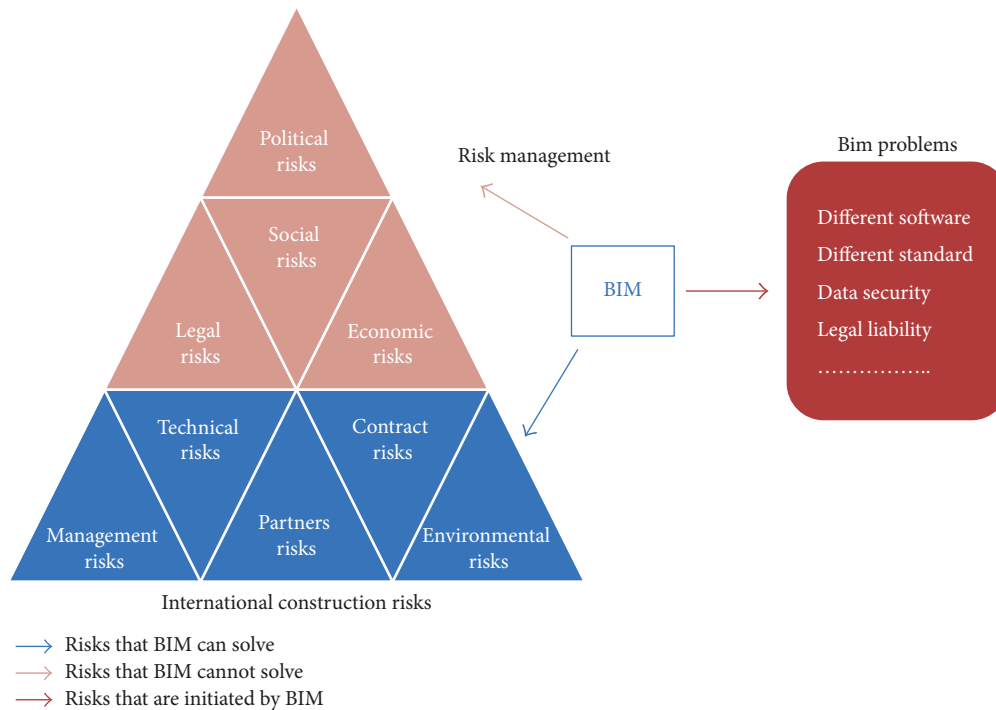 Political
risks
Social
risks
Legal
risks
Economic
risks
Technical
risks
Contract
risks
Management
risks
Partners
risks
Environmental
risks
International construction risks
Risk management
BIM
Bim problems
Different software
Different standard
Data security
Legal liability
……………..
Risks that BIM can solve
Risks that BIM cannot solve
Risks that are initiated by BIM